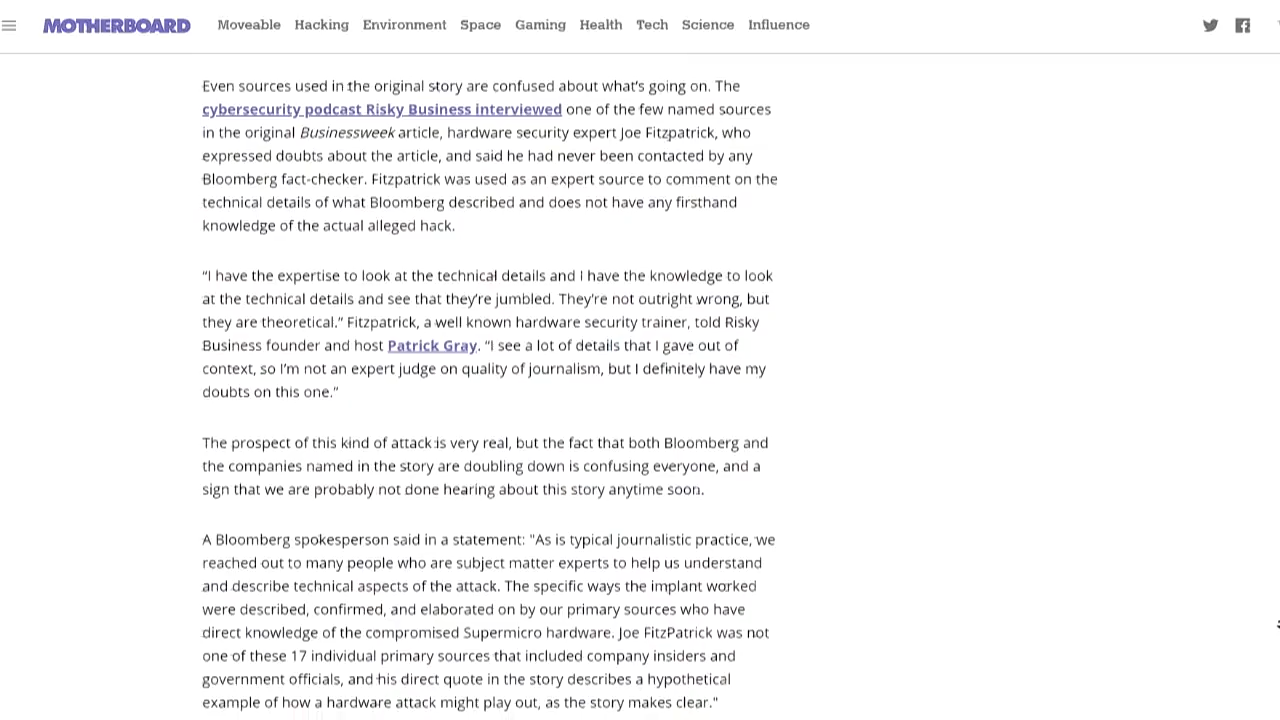 MOTHERBOARD Moveable Hacking Environment Space Gaming Health Tech Science Influence
Even sources used in the original story are confused about what's going on. The
cybersecurity podcast Risky Business interviewed one of the few named sources
in the original Businessweek article, hardware security expert Joe Fitzpatrick, who
expressed doubts about the article, and said he had never been contacted by any
Bloomberg fact-checker. Fitzpatrick was used as an expert source to comment on the
technical details of what Bloomberg described and does not have any firsthand
knowledge of the actual alleged hack.
“I have the expertise to look at the technical details and I have the knowledge to look
at the technical details and see that they’re jumbled. They’re not outright wrong, but
they are theoretical.” Fitzpatrick, a well known hardware security trainer, told Risky
Business founder and host Patrick Gray. “I see a lot of details that I gave out of
context, so I’m not an expert judge on quality of journalism, but I definitely have my
doubts on this one.”
The prospect of this kind of attack is very real, but the fact that both Bloomberg and
the companies named in the story are doubling down is confusing everyone, and a
sign that we are probably not done hearing about this story anytime soon.
A Bloomberg spokesperson said in a statement: "As is typical journalistic practice, we
reached out to many people who are subject matter experts to help us understand
and describe technical aspects of the attack. The specific ways the implant worked
were described, confirmed, and elaborated on by our primary sources who have
direct knowledge of the compromised Supermicro hardware. Joe FitzPatrick was not
one of these 17 individual primary sources that included company insiders and
government officials, and his direct quote in the story describes a hypothetical
example of how a hardware attack might play out, as the story makes clear."